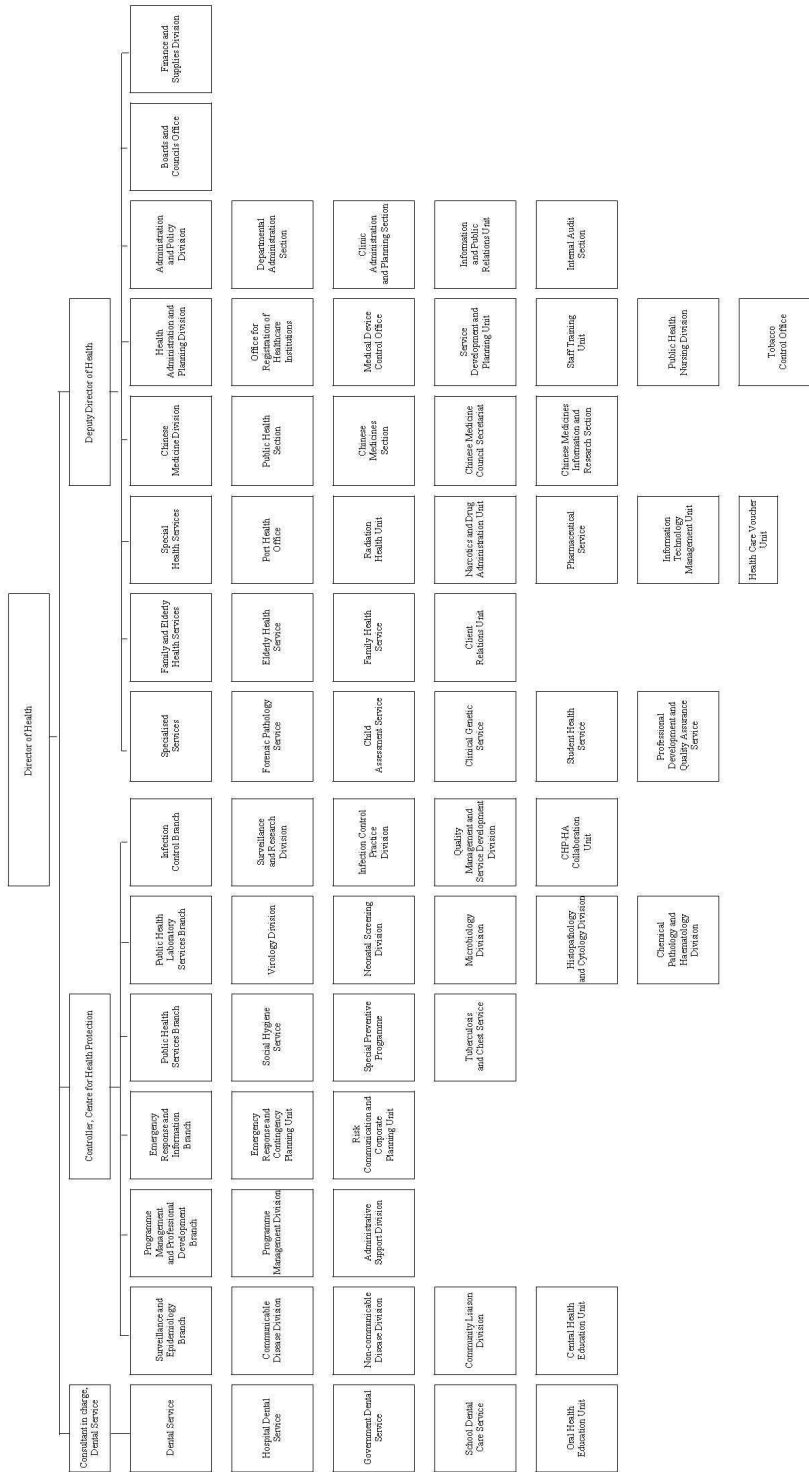 Director of Health
Consultant in charge,
Dental Service
Controller, Centre for Health Protection
Deputy Director of Health
Dental Service
Hospital Dental
Service
Government Dental
Service
School Dental
Care Service
Oral Health
Education Unit
Surveillance and
Epidemiology
Branch
Communicable
Disease Division
Non-communicable
Disease Division
Community Liaison
Division
Central Health
Education Unit
Programme
Management
and Professional
Development
Branch
Programme
Management Division
Administrative
Support Division
Emergency
Response and
Information
Branch
Emergency
Response and
Contingency
Planning Unit
Risk
Communication and
Corporate
Planning Unit
Public Health
Services Branch
Social Hygiene
Service
Special Preventive
Programme
Tuberculosis
and Chest Service
Public Health
Laboratory
Services Branch
Virology Division
Neonatal Screening
Division
Microbiology
Division
Histopathology
and Cytology Division
Chemical
Pathology and
Haematology
Division
Infection
Control Branch
Surveillance
and Research
Division
Infection Control
Practice
Division
Quality
Management and
Service Development
Division
CHP-HA
Collaboration
Unit
Specialised
Services
Forensic Pathology
Service
Child
Assessment Service
Clinical Genetic
Service
Student Health
Service
Professional
Development and
Quality Assurance
Service
Family and Elderly
Health Services
Elderly Health
Service
Family Health
Service
Client
Relations Unit
Special
Health Services
Port Health
Office
Radiation
Health Unit
Narcotics and Drug
Administration Unit
Pharmaceutical
Service
Information
Technology
Management Unit
Health Care Voucher
Unit
Chinese
Medicine Division
Public Health
Section
Chinese
Medicines Section
Chinese Medicine
Council Secretariat
Chinese Medicines
Information and
Research Section
Health
Administration and
Planning Division
Office for
Registration of
Healthcare
Institutions
Medical Device
Control Office
Service
Development and
Planning Unit
Staff Training
Unit
Public Health
Nursing Division
Tobacco
Control Office
Administration
and Policy
Division
Departmental
Administration
Section
Clinic
Administration
and Planning Section
Information
and Public
Relations Unit
Internal Audit
Section
Boards and
Councils Office
Finance and
Supplies Division